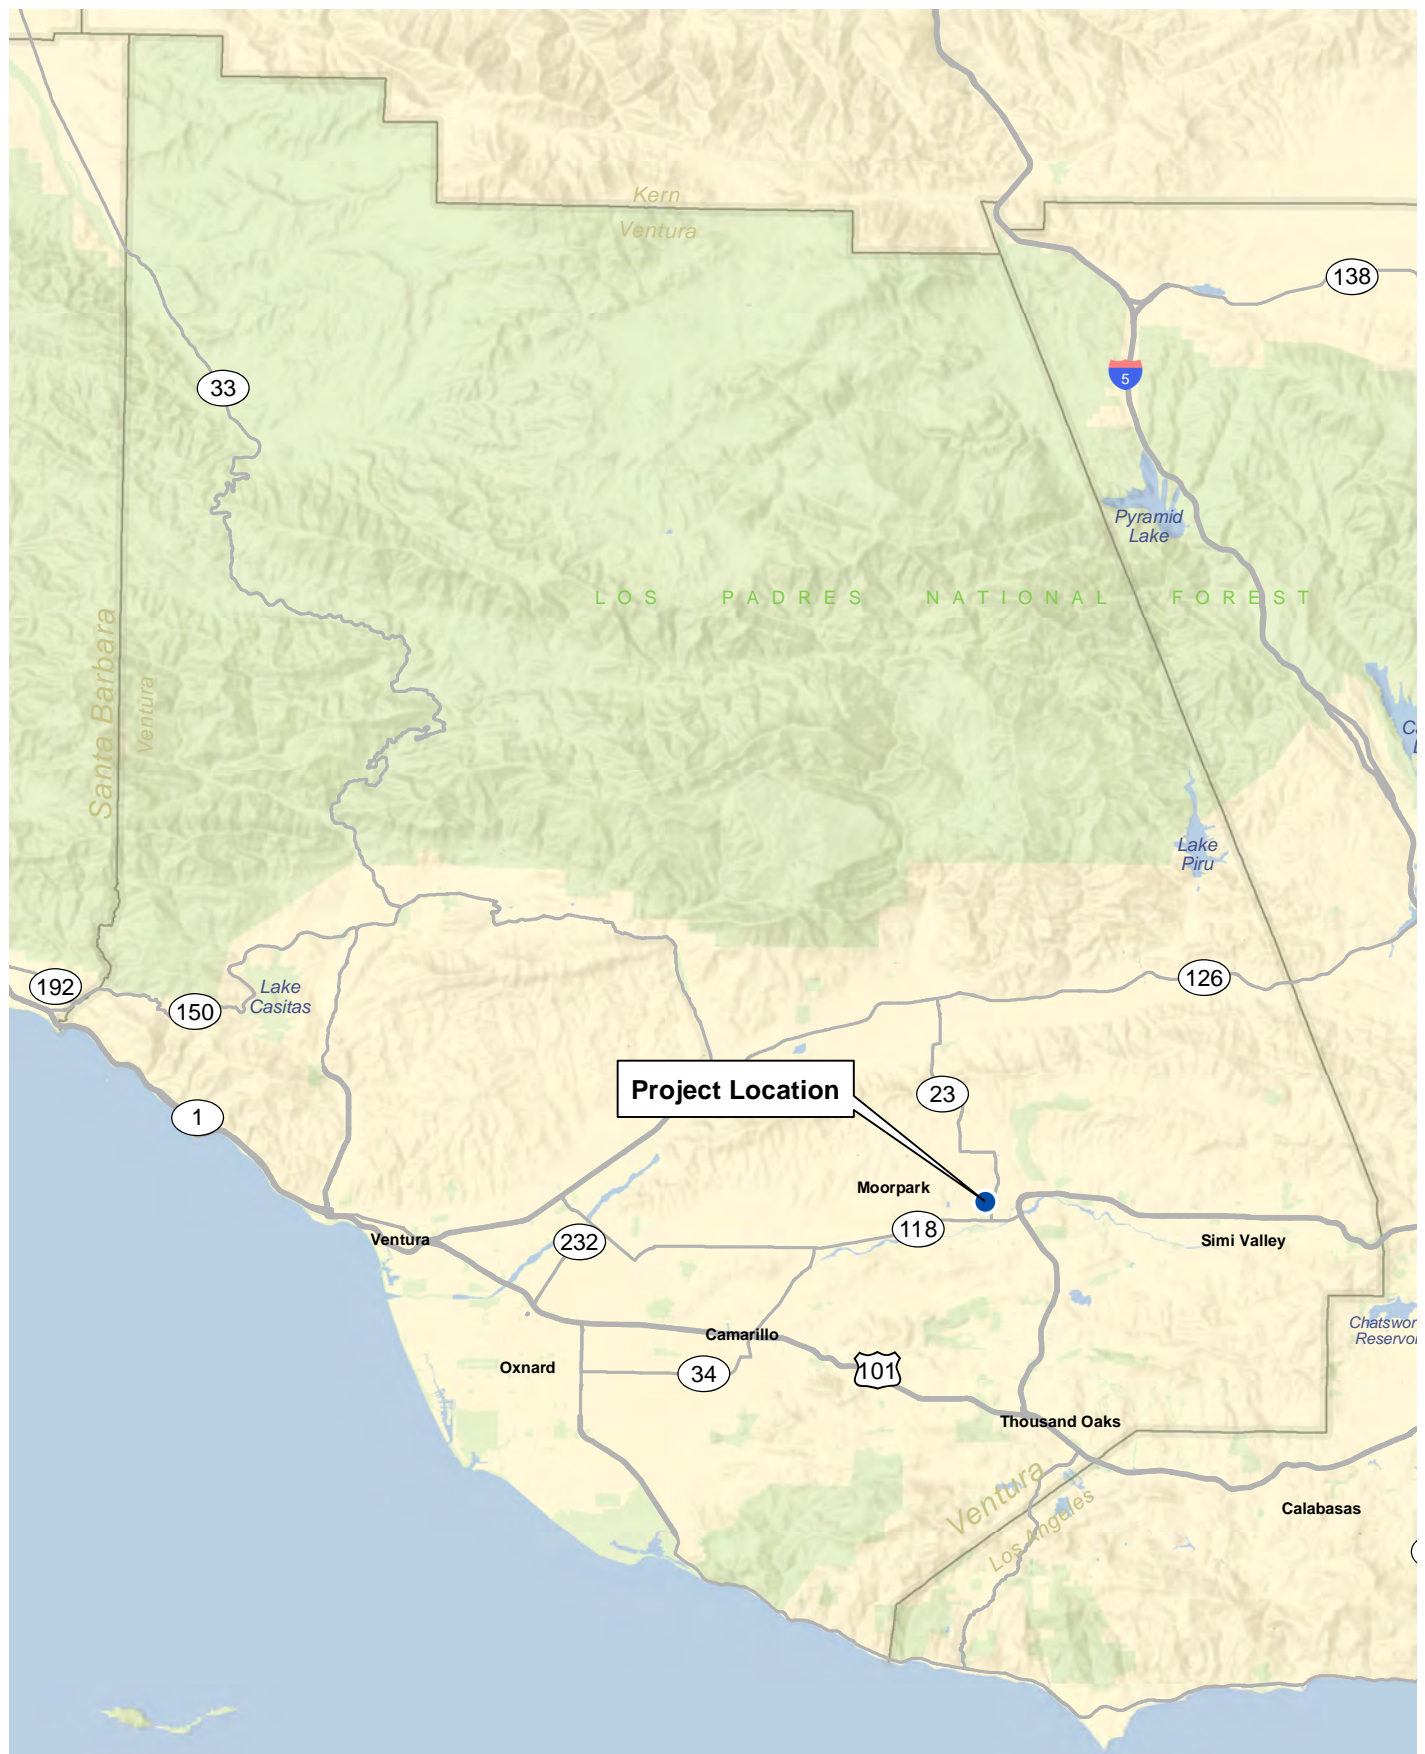 Kern
Ventura
138
33
5
Pyramid
Lake
LOS PADRES NATIONAL FOREST
Santa Barbara
Ventura
Lake
Piru
192
150
Lake
Casitas
126
Project Location
23
1
Moorpark
118
Ventura
232
Simi Valley
Camarillo
Oxnard
34
101
Thousand Oaks
Ventura
Los Angeles
Calabasas